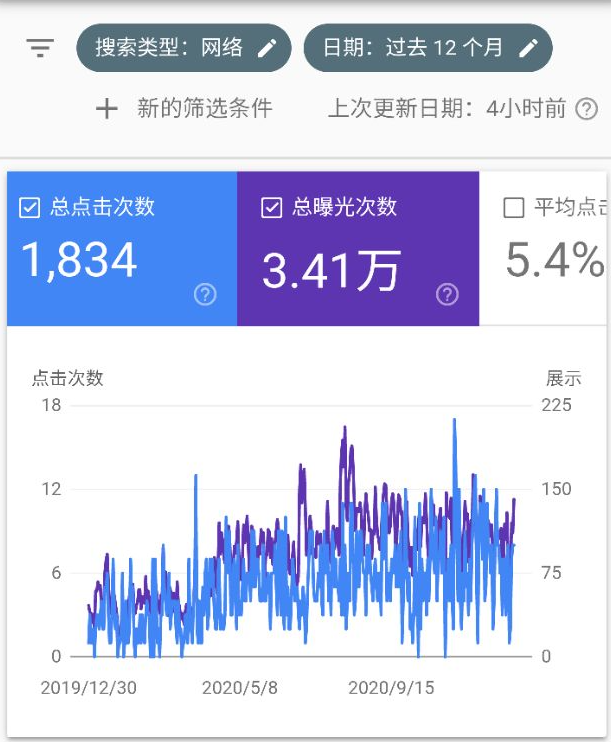 搜索类型：网络
日期：过去 12 个月
新的筛选条件
上次更新日期：4小时前
总点击次数
总曝光次数
平均点击
1,834
3.41万
5.4%
点击次数
展示
18
225
12
150
6
75
0
0
2019/12/30
2020/5/8
2020/9/15